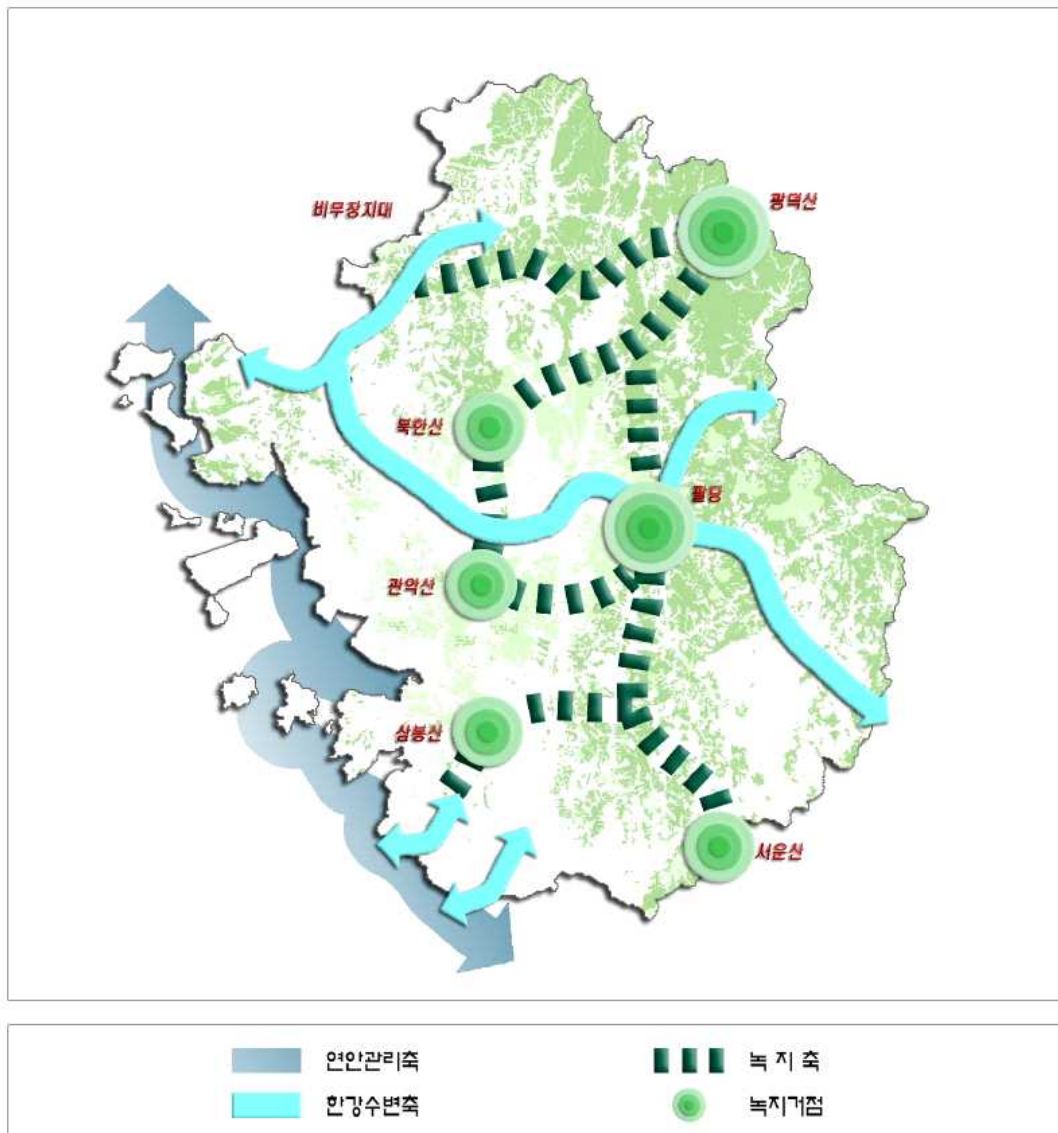 비무장지대
광덕산
북한산
팔당
관악산
삼봉산
서운산
연안관리축
녹 지 축
한강수변축
녹지거점